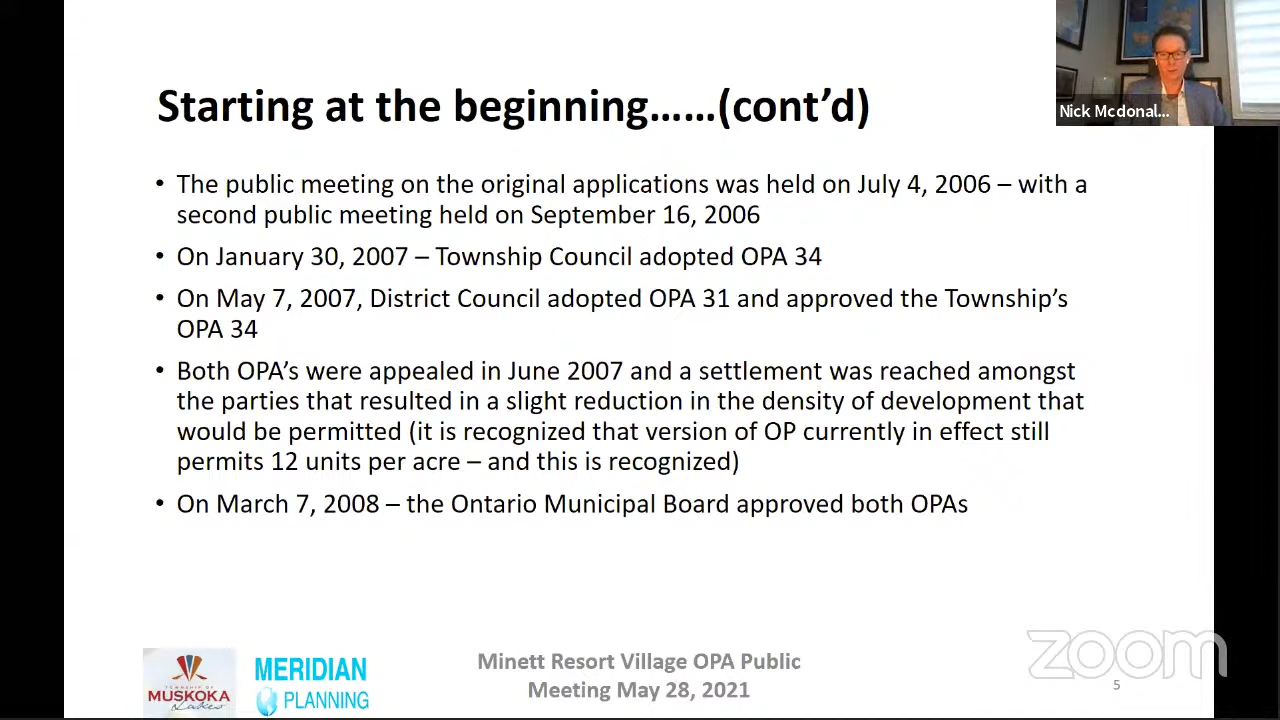 Starting at the beginning……(cont’d)
Nick Mcdonal...
• The public meeting on the original applications was held on July 4, 2006 – with a
second public meeting held on September 16, 2006
• On January 30, 2007 – Township Council adopted OPA 34
• On May 7, 2007, District Council adopted OPA 31 and approved the Township’s
OPA 34
• Both OPA’s were appealed in June 2007 and a settlement was reached amongst
the parties that resulted in a slight reduction in the density of development that
would be permitted (it is recognized that version of OP currently in effect still
permits 12 units per acre – and this is recognized)
• On March 7, 2008 – the Ontario Municipal Board approved both OPAs
TOWNSHIP OF
MUSKOKA
Lakes
MERIDIAN
PLANNING
Minett Resort Village OPA Public
Meeting May 28, 2021
zoom
5